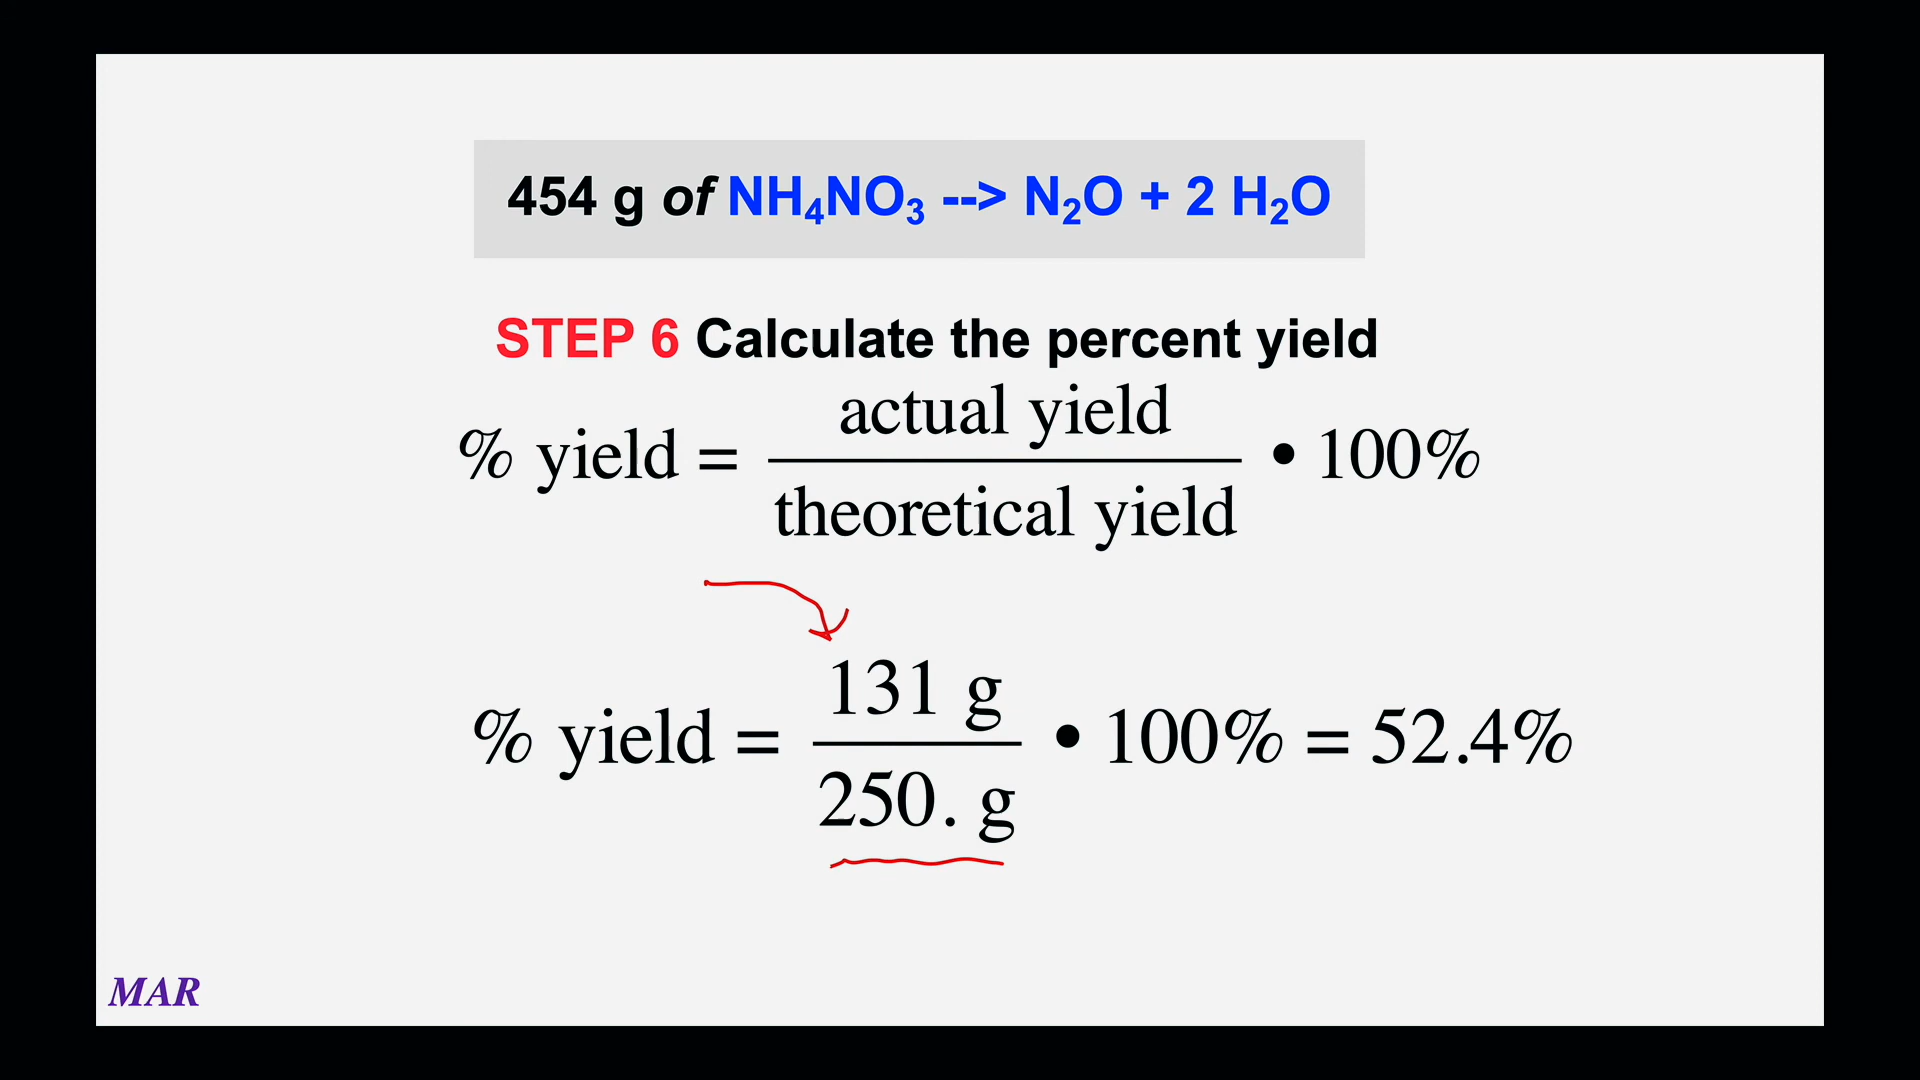 454 g of NH₄NO₃ --> N₂O + 2 H₂O
STEP 6 Calculate the percent yield
% yield = actual yield / theoretical yield • 100%
% yield = 131 g / 250. g • 100% = 52.4%
MAR